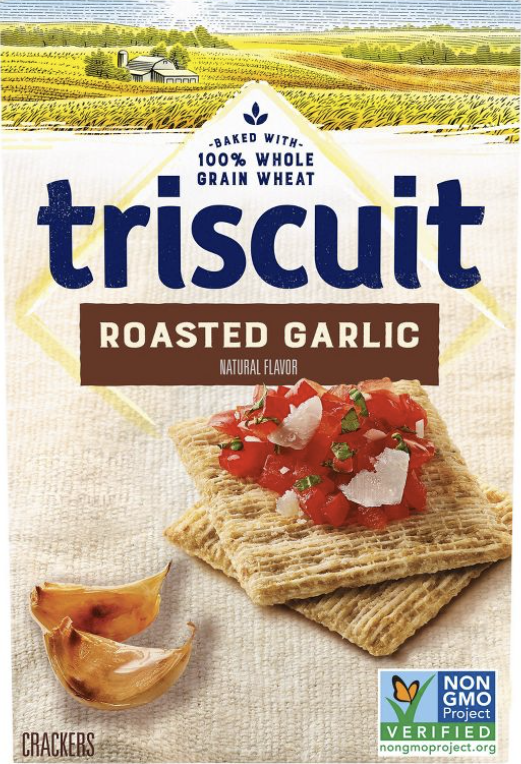 -BAKED WITH-
100% WHOLE
GRAIN WHEAT
triscuit
ROASTED GARLIC
NATURAL FLAVOR
NON
GMO
Project
VERIFIED
nongmoproject.org
CRACKERS